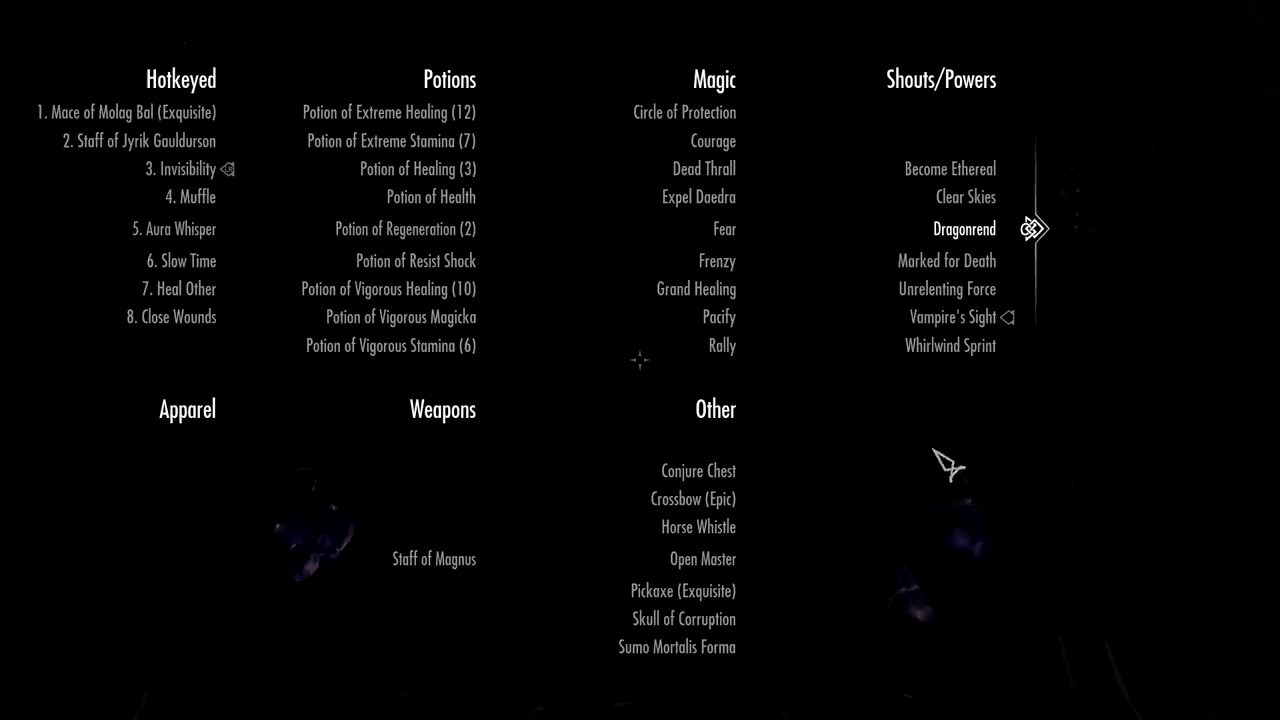 Hotkeyed
1. Mace of Molag Bal (Exquisite)
2. Staff of Jyrik Gauldurson
3. Invisibility
4. Muffle
5. Aura Whisper
6. Slow Time
7. Heal Other
8. Close Wounds
Potions
Potion of Extreme Healing (12)
Potion of Extreme Stamina (7)
Potion of Healing (3)
Potion of Health
Potion of Regeneration (2)
Potion of Resist Shock
Potion of Vigorous Healing (10)
Potion of Vigorous Magicka
Potion of Vigorous Stamina (6)
Magic
Circle of Protection
Courage
Dead Thrall
Expel Daedra
Fear
Frenzy
Grand Healing
Pacify
Rally
Shouts/Powers
Become Ethereal
Clear Skies
Dragonrend
Marked for Death
Unrelenting Force
Vampire's Sight
Whirlwind Sprint
Apparel
Weapons
Staff of Magnus
Other
Conjure Chest
Crossbow (Epic)
Horse Whistle
Open Master
Pickaxe (Exquisite)
Skull of Corruption
Sumo Mortalis Forma